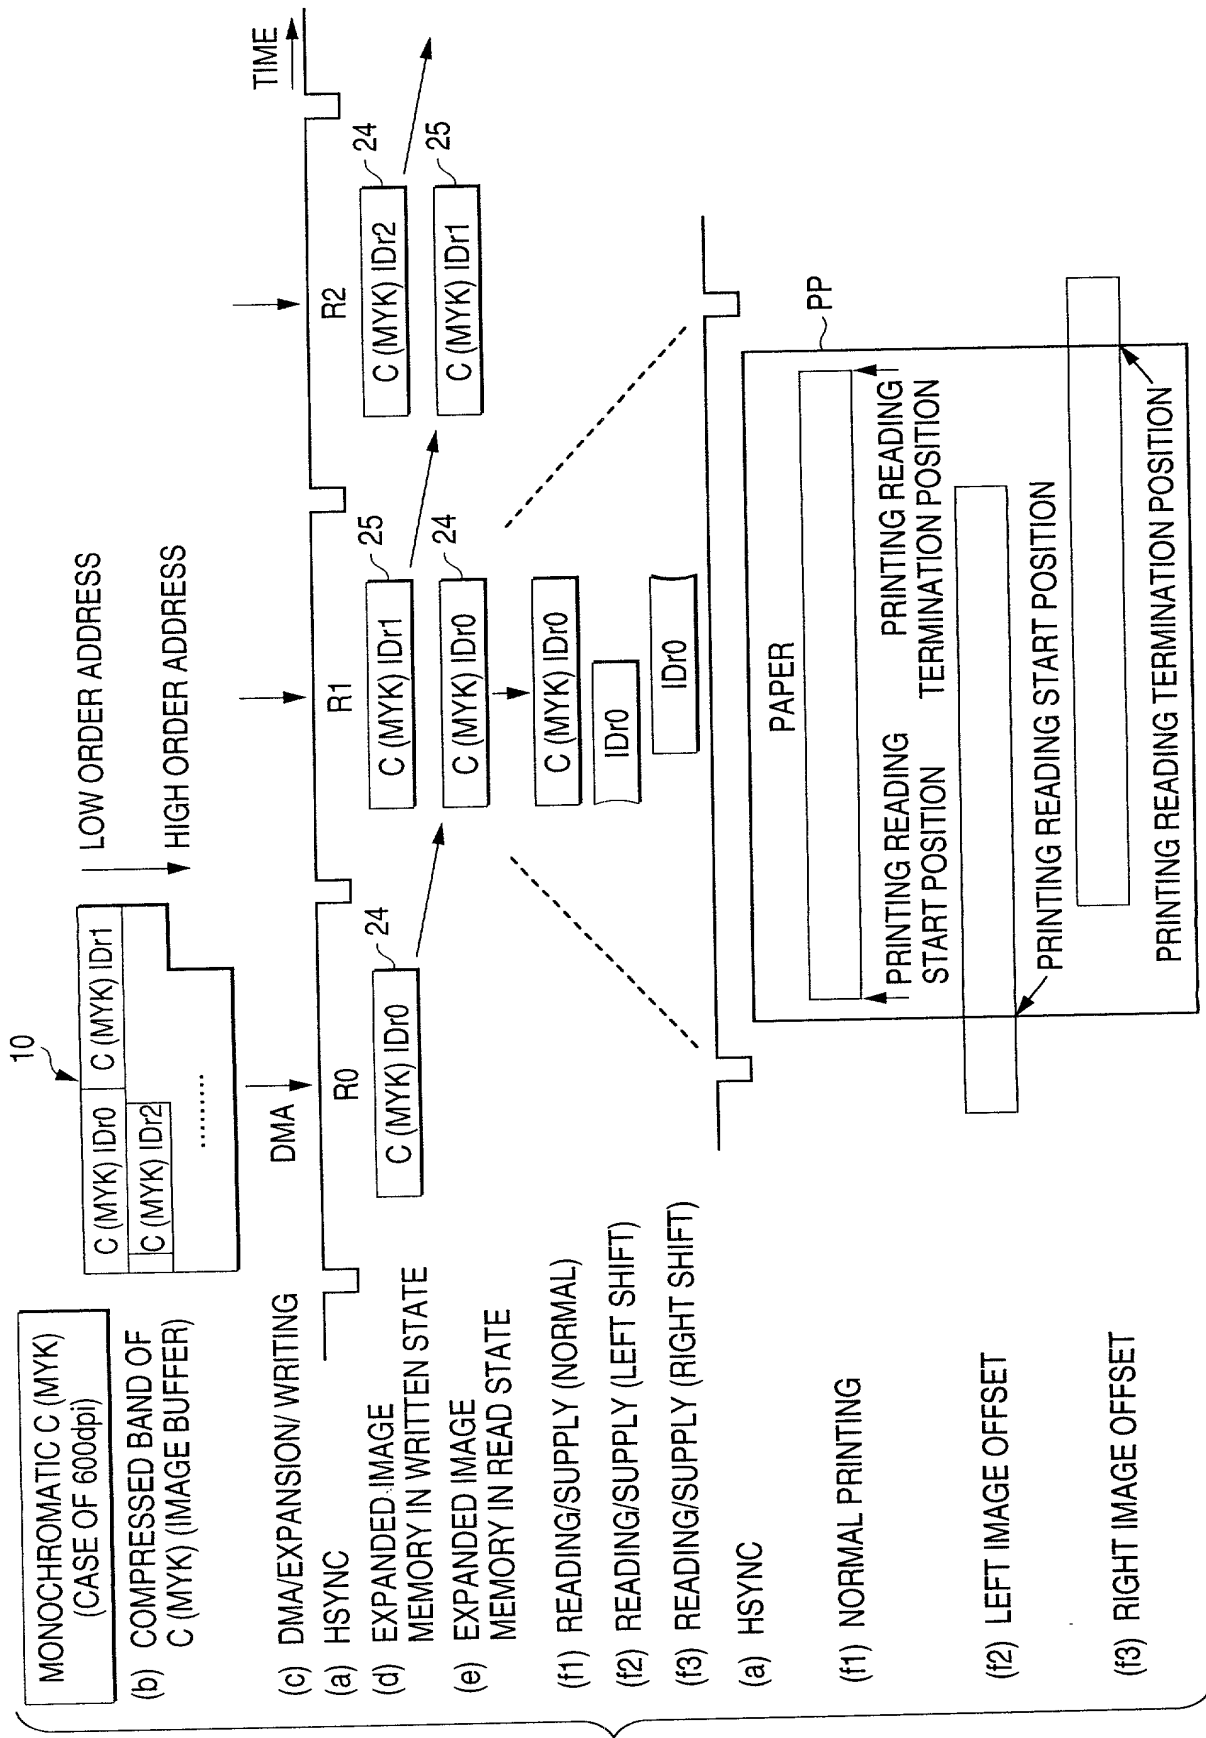 MONOCHROMATIC C (MYK)
(CASE OF 600dpi)
(b) COMPRESSED BAND OF
C (MYK) (IMAGE BUFFER)
10
C (MYK) IDr0
C (MYK) IDr1
C (MYK) IDr2
........
LOW ORDER ADDRESS
HIGH ORDER ADDRESS
(c) DMA/EXPANSION/ WRITING
DMA
TIME
(a) HSYNC
R0
R1
R2
(d) EXPANDED IMAGE
MEMORY IN WRITTEN STATE
C (MYK) IDr0
24
C (MYK) IDr1
25
C (MYK) IDr2
24
(e) EXPANDED IMAGE
MEMORY IN READ STATE
C (MYK) IDr0
24
C (MYK) IDr1
25
(f1) READING/SUPPLY (NORMAL)
C (MYK) IDr0
(f2) READING/SUPPLY (LEFT SHIFT)
IDr0
(f3) READING/SUPPLY (RIGHT SHIFT)
IDr0
(a) HSYNC
PAPER
PP
(f1) NORMAL PRINTING
PRINTING READING
START POSITION
PRINTING READING
TERMINATION POSITION
(f2) LEFT IMAGE OFFSET
PRINTING READING START POSITION
(f3) RIGHT IMAGE OFFSET
PRINTING READING TERMINATION POSITION